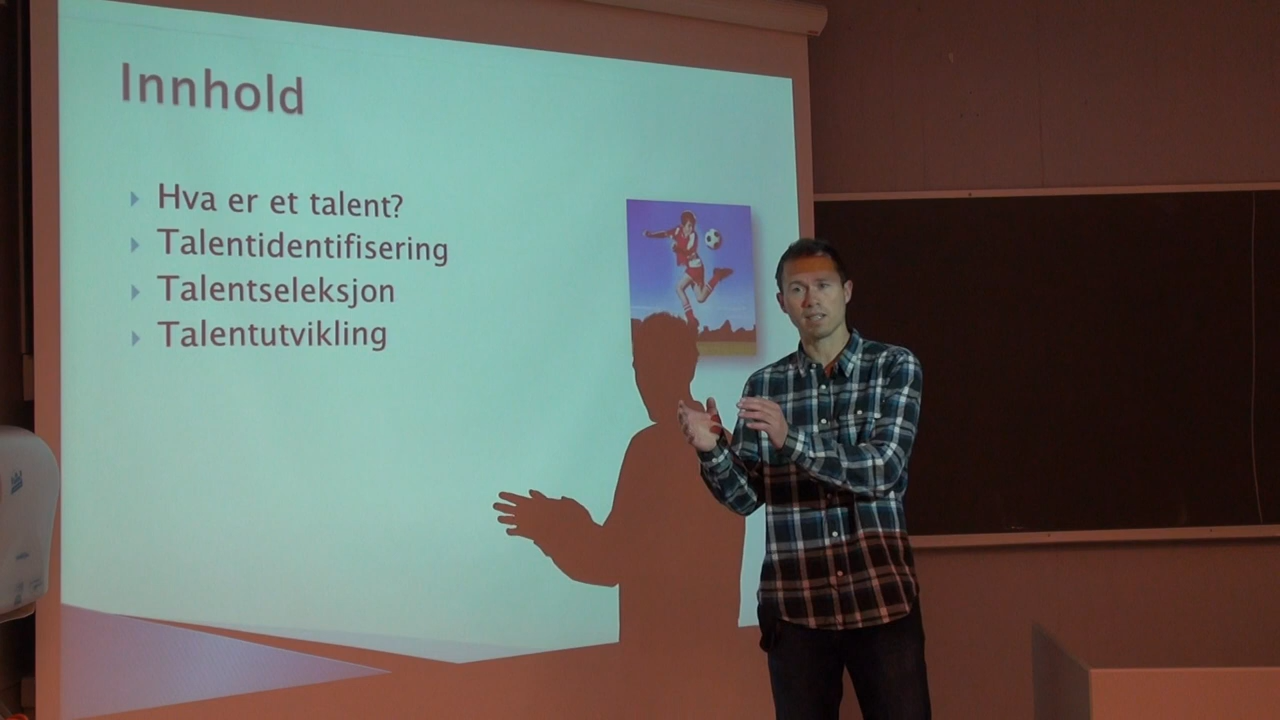 Innhold
Hva er et talent?
Talentidentifisering
Talentseleksjon
Talentutvikling